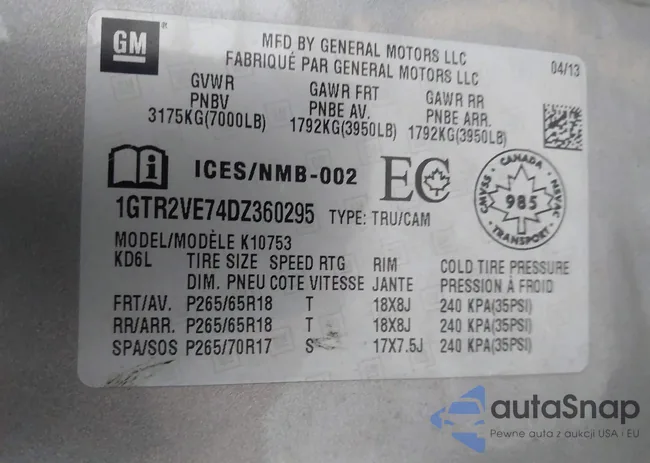 GM
MFD BY GENERAL MOTORS LLC
FABRIQUÉ PAR GENERAL MOTORS LLC
04/13
GVWR GAWR FRT GAWR RR
PNBV PNBE AV. PNBE ARR.
3175KG(7000LB) 1792KG(3950LB) 1792KG(3950LB)
ICES/NMB-002 EC
CANADA
CMVSS 985 NSVAC
TRANSPORT
1GTR2VE74DZ360295 TYPE: TRU/CAM
MODEL/MODÈLE K10753
KD6L TIRE SIZE SPEED RTG RIM COLD TIRE PRESSURE
DIM. PNEU COTE VITESSE JANTE PRESSION À FROID
FRT/AV. P265/65R18 T 18X8J 240 KPA(35PSI)
RR/ARR. P265/65R18 T 18X8J 240 KPA(35PSI)
SPA/SOS P265/70R17 S 17X7.5J 240 KPA(35PSI)
autaSnap
Pewne auta z aukcji USA i EU